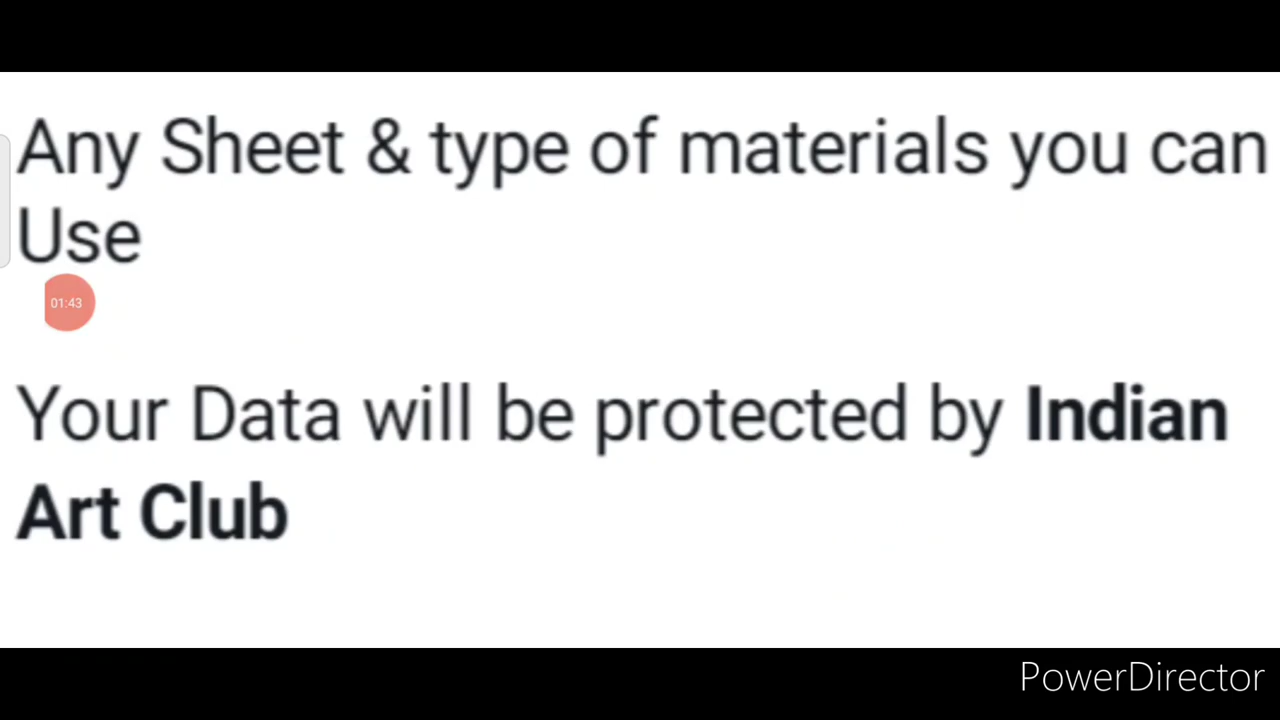 Any Sheet & type of materials you can
Use
01:43
Your Data will be protected by Indian
Art Club
PowerDirector